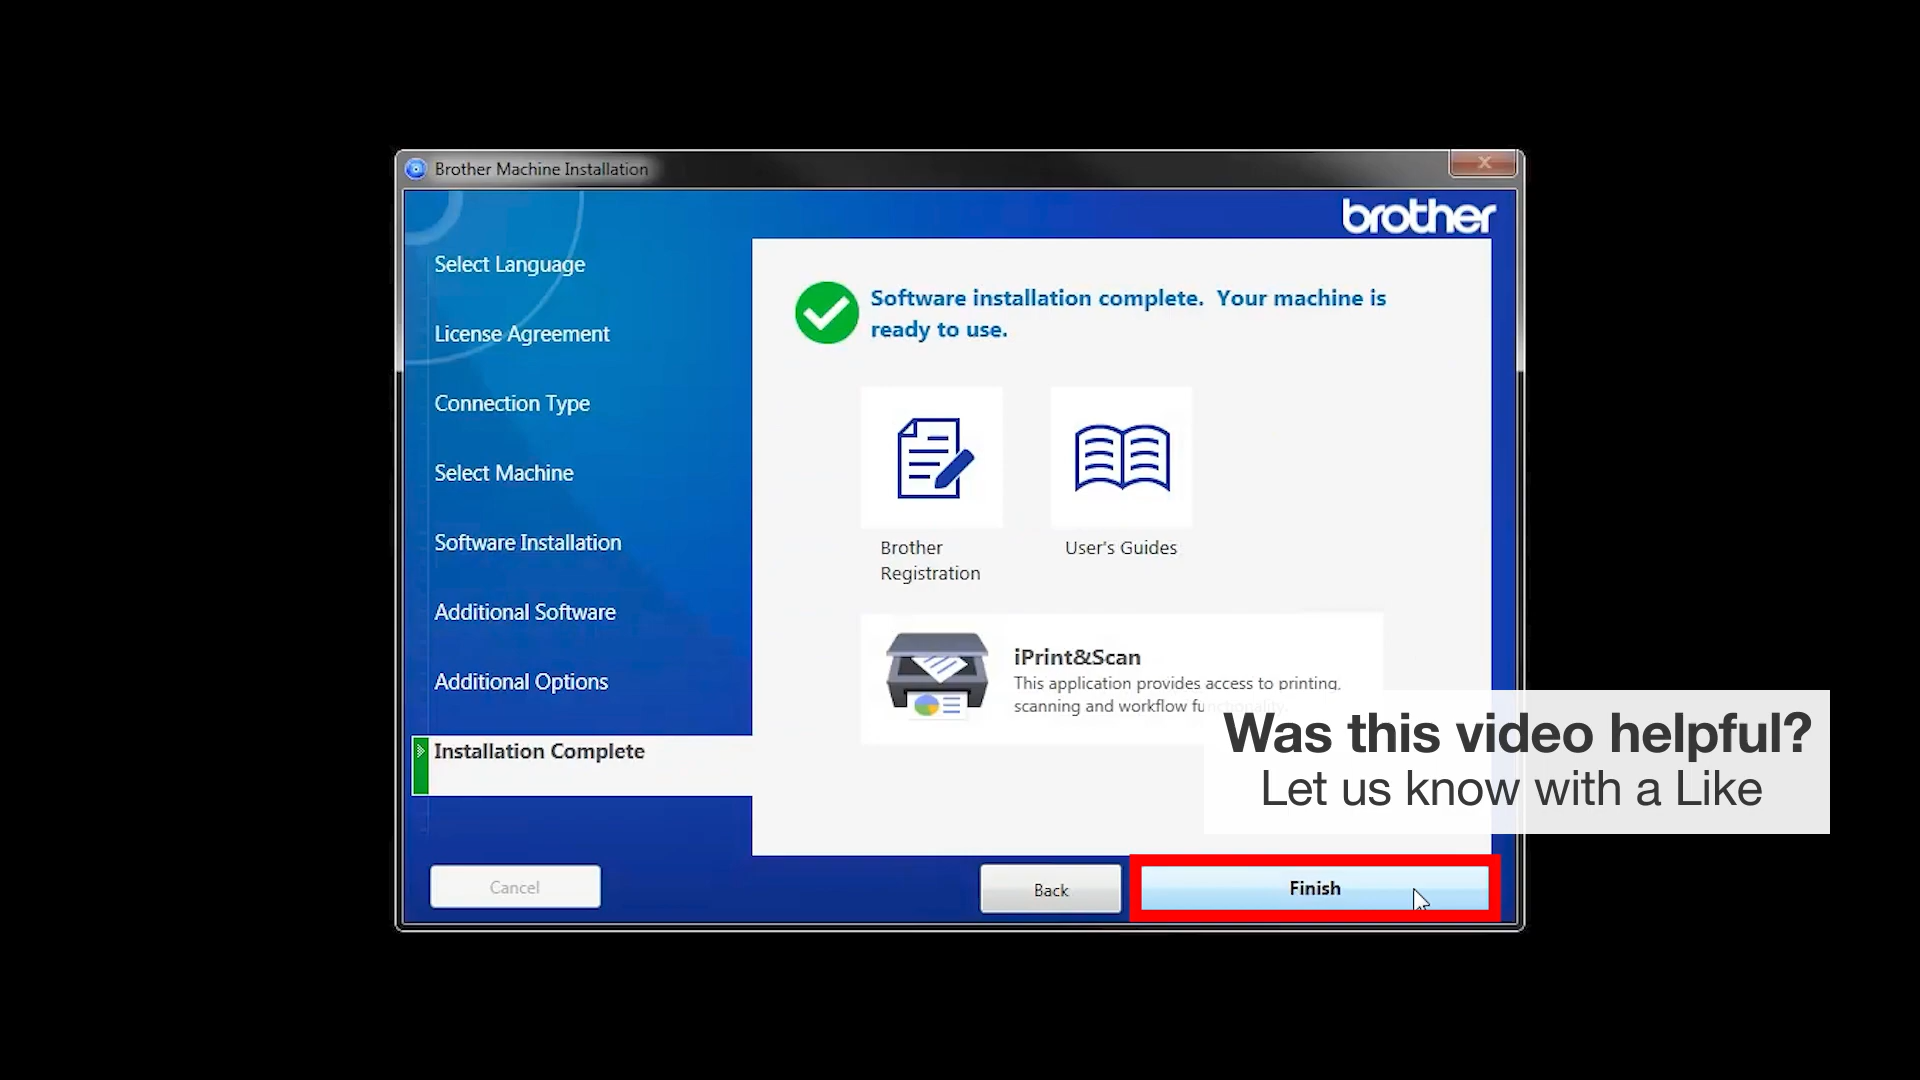 Brother Machine Installation
brother
Select Language
License Agreement
Connection Type
Select Machine
Software Installation
Additional Software
Additional Options
Installation Complete
Software installation complete. Your machine is
ready to use.
Brother
Registration
User's Guides
iPrint&Scan
This application provides access to printing,
scanning and workflow functionality.
Was this video helpful?
Let us know with a Like
Cancel
Back
Finish